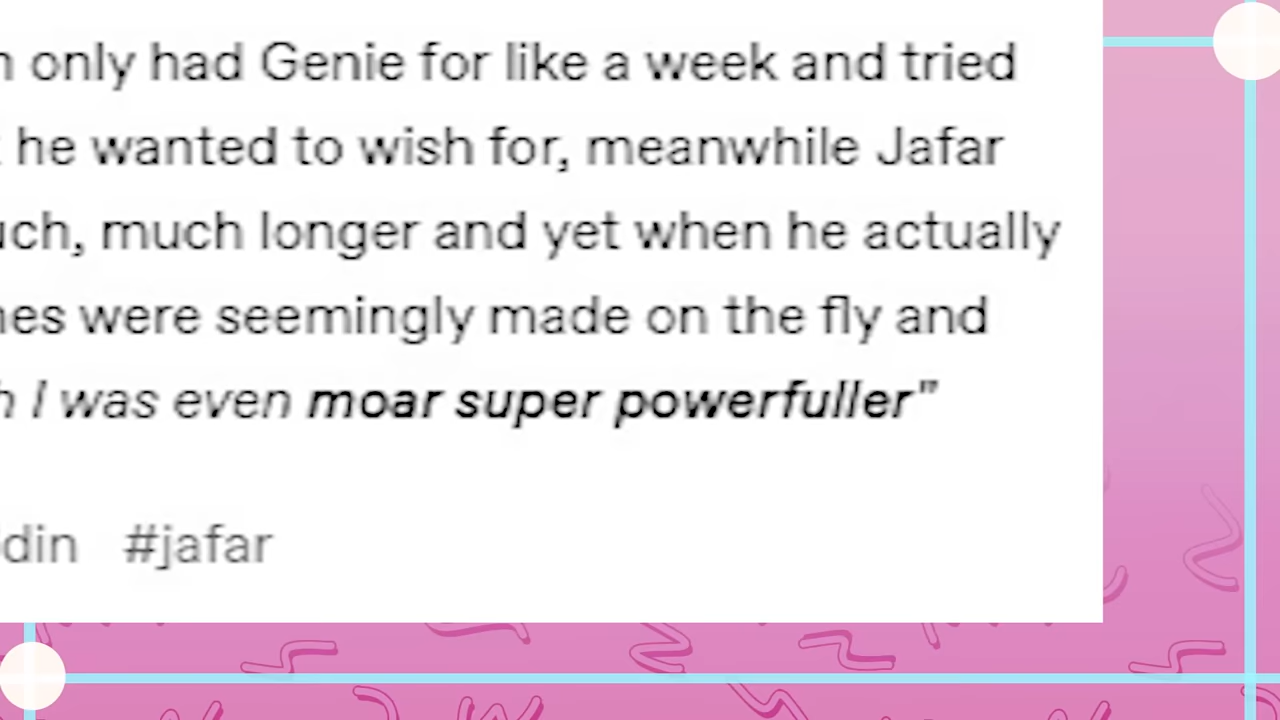 only had Genie for like a week and tried
he wanted to wish for, meanwhile Jafar
much longer and yet when he actually
were seemingly made on the fly and
I was even moar super powerfuller"
#jafar